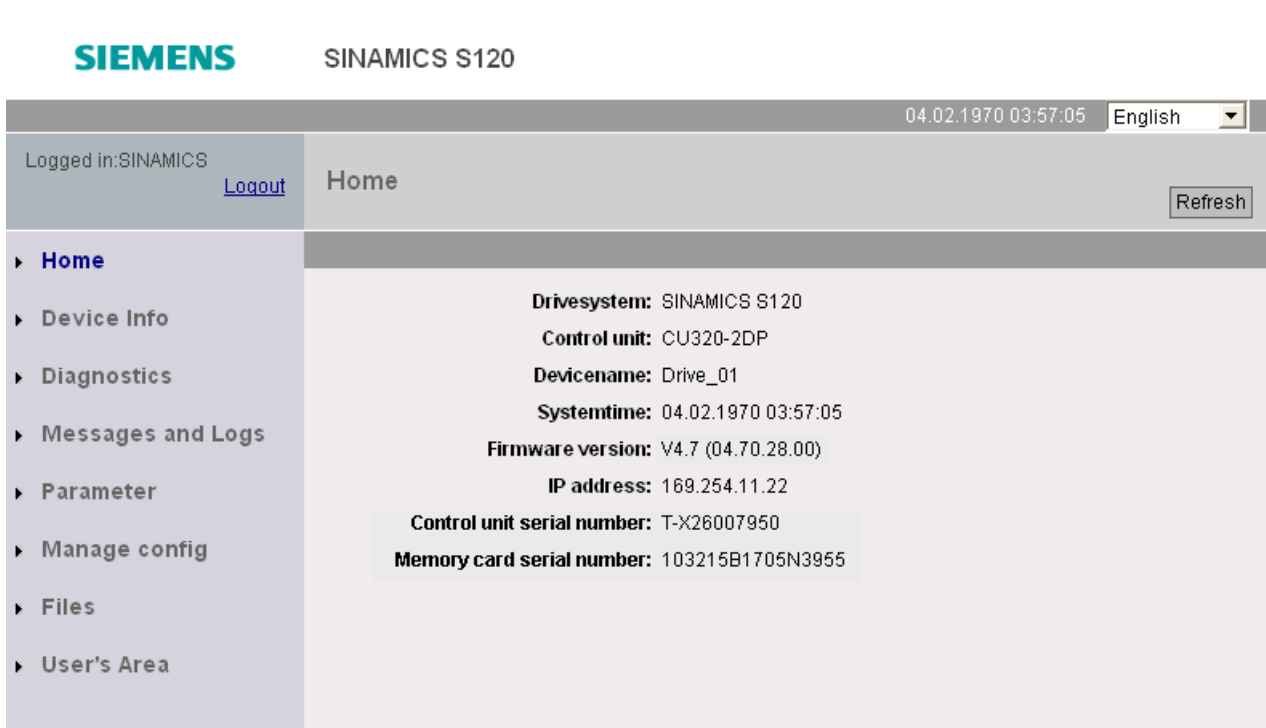 SIEMENS SINAMICS S120
04.02.1970 03:57:05 English
Logged in:SINAMICS
Logout
Home
Refresh
Home
Device Info
Diagnostics
Messages and Logs
Parameter
Manage config
Files
User's Area
Drivesystem: SINAMICS S120
Control unit: CU320-2DP
Devicename: Drive_01
Systemtime: 04.02.1970 03:57:05
Firmware version: V4.7 (04.70.28.00)
IP address: 169.254.11.22
Control unit serial number: T-X26007950
Memory card serial number: 103215B1705N3955